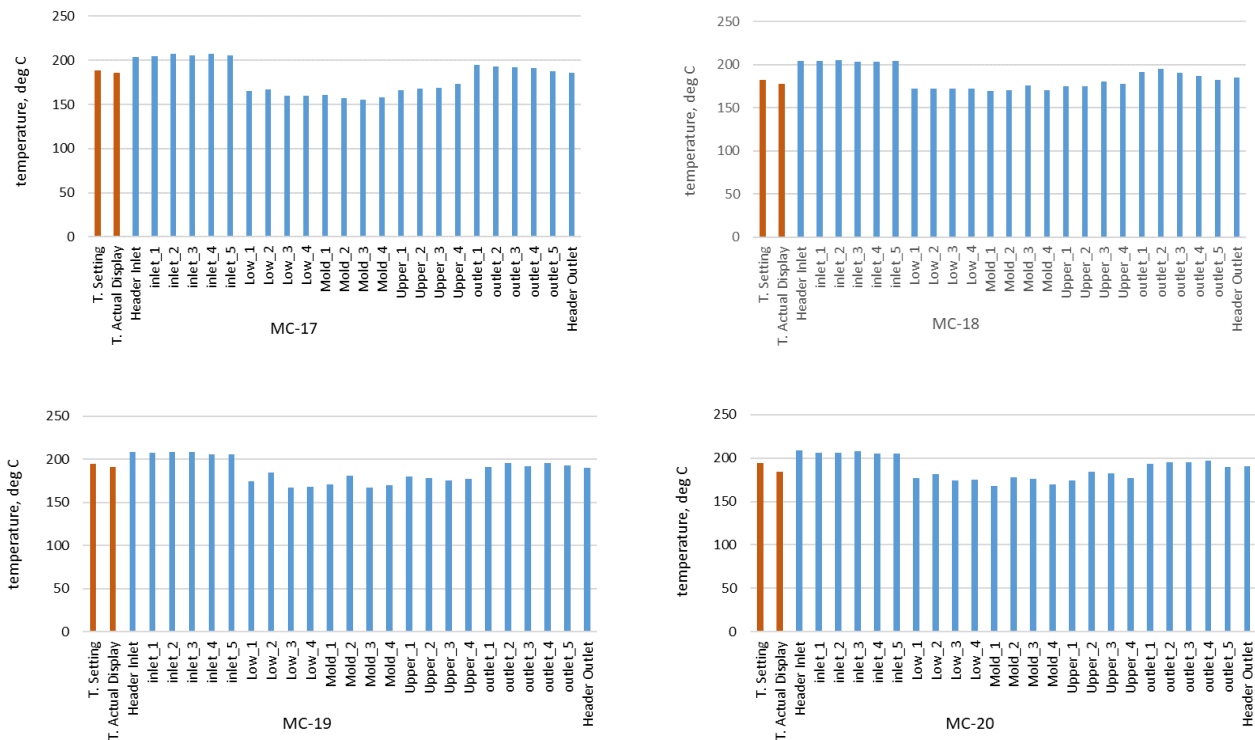 250
200
150
100
50
0
temperature, deg C
T. Setting
T. Actual Display
Header Inlet
inlet_1
inlet_2
inlet_3
inlet_4
inlet_5
Low_1
Low_2
Low_3
Low_4
Mold_1
Mold_2
Mold_3
Mold_4
Upper_1
Upper_2
Upper_3
Upper_4
outlet_1
outlet_2
outlet_3
outlet_4
outlet_5
Header Outlet
MC-17
250
200
150
100
50
0
temperature, deg C
T. Setting
T. Actual Display
Header Inlet
inlet_1
inlet_2
inlet_3
inlet_4
inlet_5
Low_1
Low_2
Low_3
Low_4
Mold_1
Mold_2
Mold_3
Mold_4
Upper_1
Upper_2
Upper_3
Upper_4
outlet_1
outlet_2
outlet_3
outlet_4
outlet_5
Header Outlet
MC-18
250
200
150
100
50
0
temperature, deg C
T. Setting
T. Actual Display
Header Inlet
inlet_1
inlet_2
inlet_3
inlet_4
inlet_5
Low_1
Low_2
Low_3
Low_4
Mold_1
Mold_2
Mold_3
Mold_4
Upper_1
Upper_2
Upper_3
Upper_4
outlet_1
outlet_2
outlet_3
outlet_4
outlet_5
Header Outlet
MC-19
250
200
150
100
50
0
temperature, deg C
T. Setting
T. Actual Display
Header Inlet
inlet_1
inlet_2
inlet_3
inlet_4
inlet_5
Low_1
Low_2
Low_3
Low_4
Mold_1
Mold_2
Mold_3
Mold_4
Upper_1
Upper_2
Upper_3
Upper_4
outlet_1
outlet_2
outlet_3
outlet_4
outlet_5
Header Outlet
MC-20